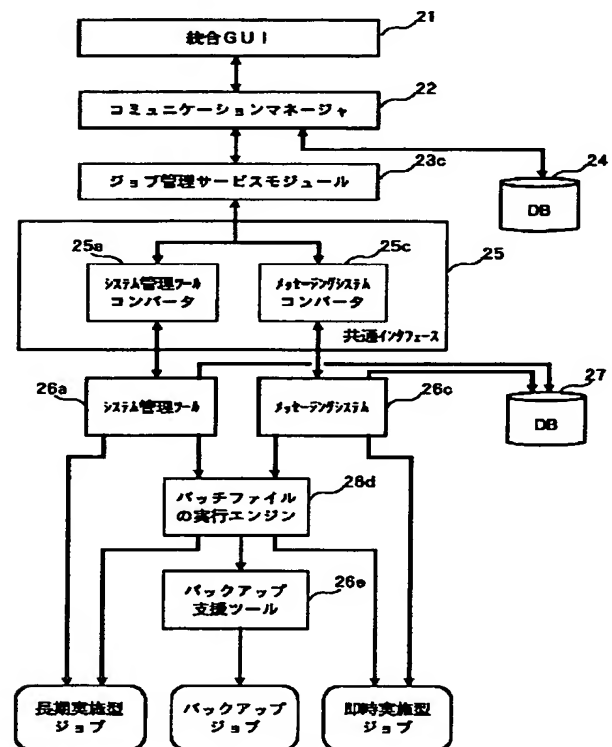 21
統合GUI
22
コミュニケーションマネージャ
23c
ジョブ管理サービスモジュール
24
DB
25a
25c
25
システム管理ツール
コンバータ
メッセージングシステム
コンバータ
共通インタフェース
26a
26c
27
システム管理ツール
メッセージングシステム
DB
26d
バッチファイル
の実行エンジン
26e
バックアップ
支援ツール
長期実施型
ジョブ
バックアップ
ジョブ
即時実施型
ジョブ